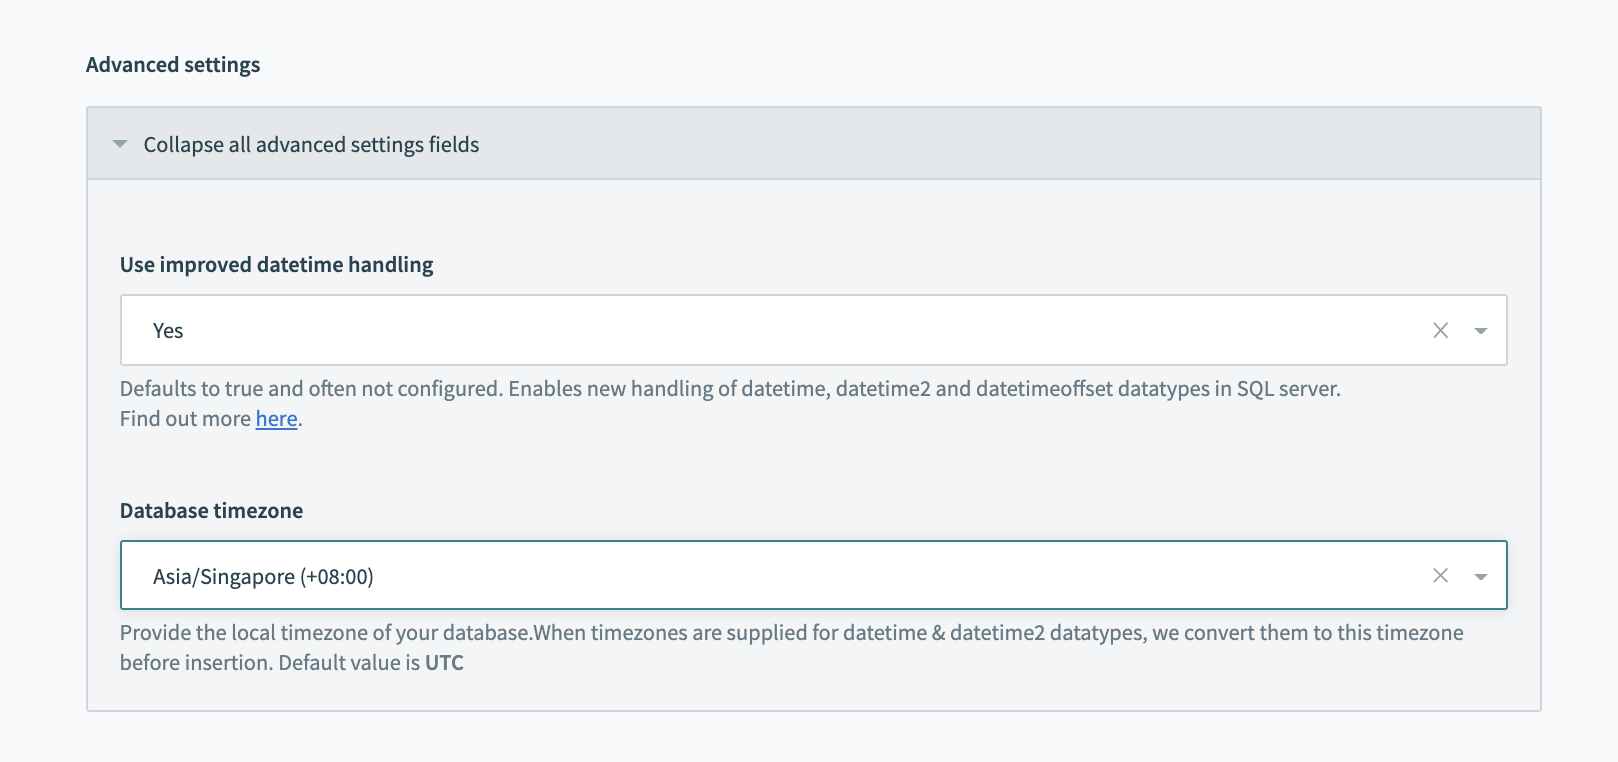 Advanced settings
Collapse all advanced settings fields
Use improved datetime handling
Yes
Defaults to true and often not configured. Enables new handling of datetime, datetime2 and datetimeoffset datatypes in SQL server.
Find out more here.
Database timezone
Asia/Singapore (+08:00)
Provide the local timezone of your database.When timezones are supplied for datetime & datetime2 datatypes, we convert them to this timezone
before insertion. Default value is UTC